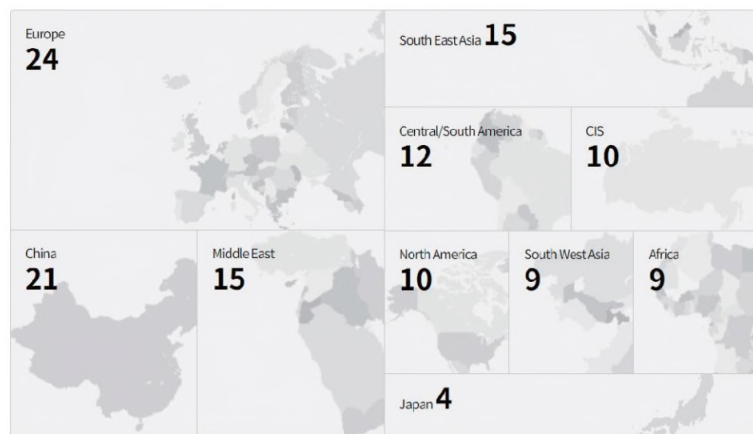 Europe
24
South East Asia 15
Central/South America
12
CIS
10
China
21
Middle East
15
North America
10
South West Asia
9
Africa
9
Japan 4